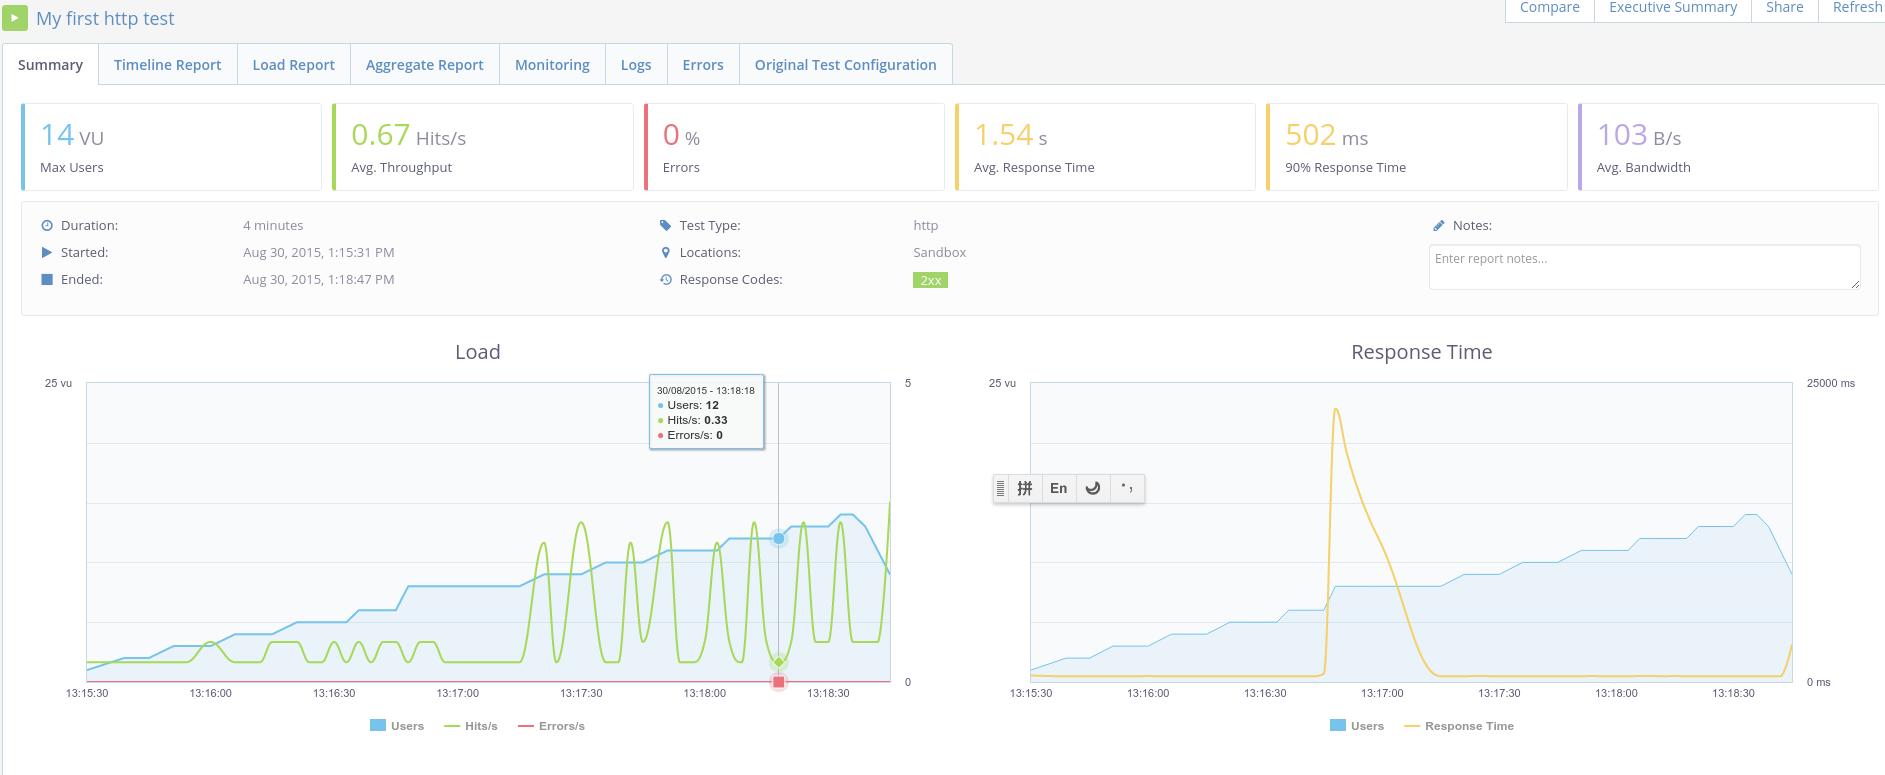 My first http test
Compare Executive Summary Share Refresh
Summary Timeline Report Load Report Aggregate Report Monitoring Logs Errors Original Test Configuration
14 VU 0.67 Hits/s 0 % 1.54 s 502 ms 103 B/s
Max Users Avg. Throughput Errors Avg. Response Time 90% Response Time Avg. Bandwidth
Duration: 4 minutes Test Type: http Notes:
Started: Aug 30, 2015, 1:15:31 PM Locations: Sandbox Enter report notes...
Ended: Aug 30, 2015, 1:18:47 PM Response Codes: 2xx
Load
25 vu 5
30/08/2015 - 13:18:18
Users: 12
Hits/s: 0.33
Errors/s: 0
0
13:15:30 13:16:00 13:16:30 13:17:00 13:17:30 13:18:00 13:18:30
Users Hits/s Errors/s
Response Time
25 vu 25000 ms
拼 En
0 ms
13:15:30 13:16:00 13:16:30 13:17:00 13:17:30 13:18:00 13:18:30
Users Response Time